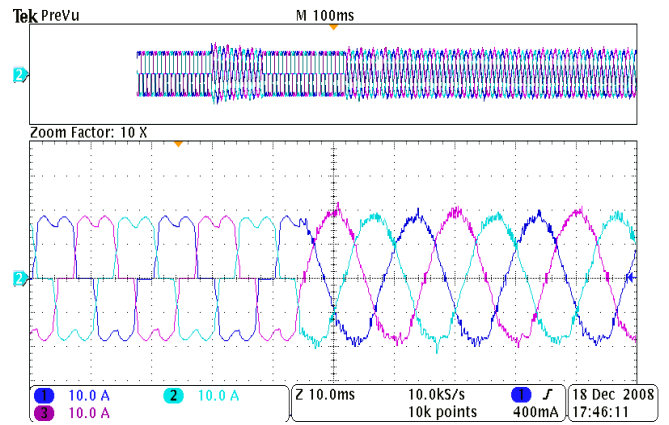 Tek PreVu M 100ms
2
Zoom Factor: 10 X
2
1 10.0 A 2 10.0 A
3 10.0 A
Z 10.0ms 10.0kS/s 1 ∫ 18 Dec 2008
10k points 400mA 17:46:11